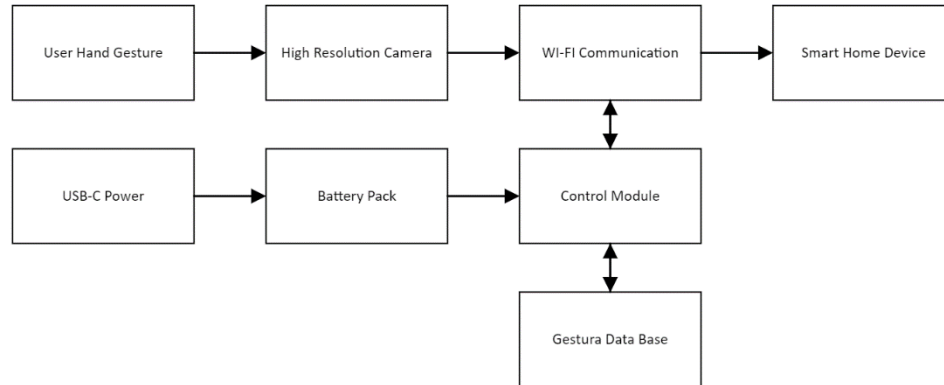 User Hand Gesture
High Resolution Camera
WI-FI Communication
Smart Home Device
USB-C Power
Battery Pack
Control Module
Gestura Data Base